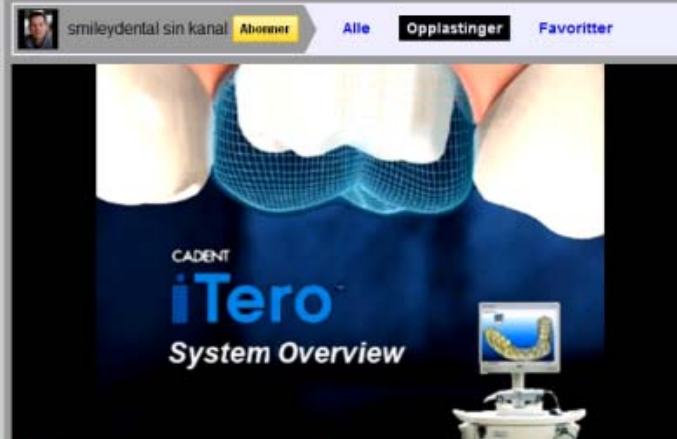 smileydental sin kanal Abonner Alle Opplastinger Favoritter
CADENT
iTero
System Overview